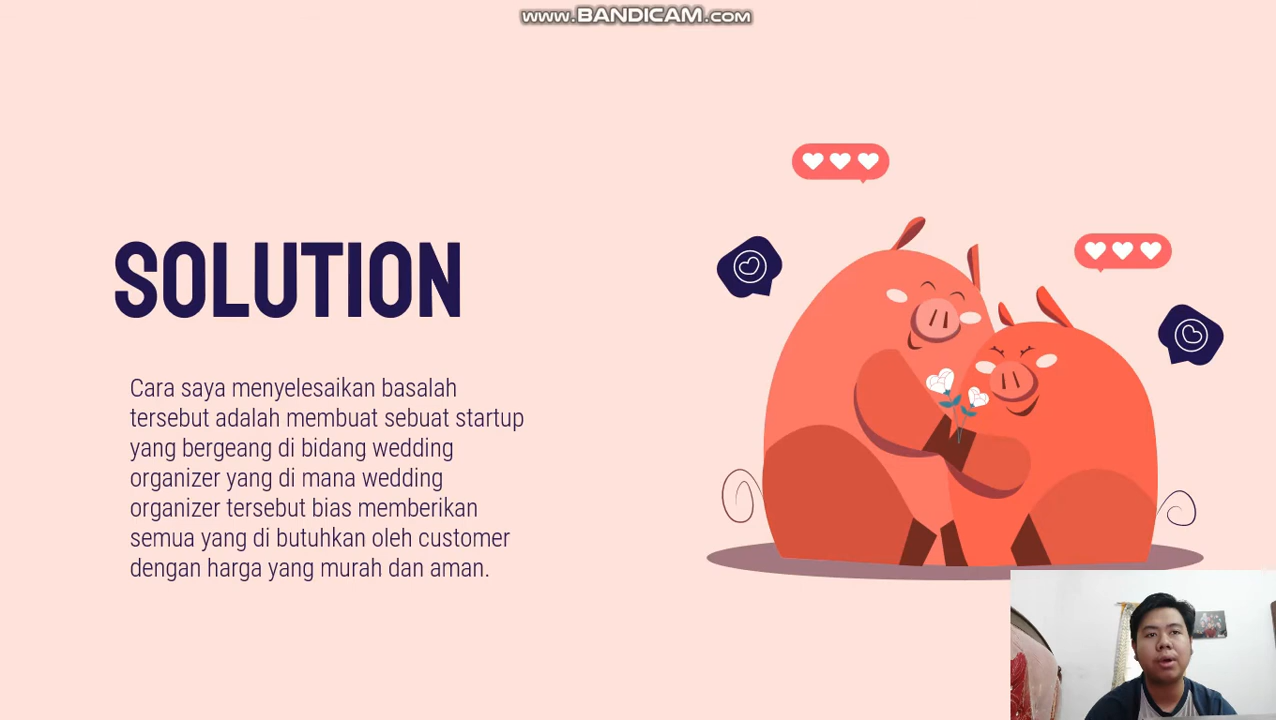 www.BANDICAM.com
SOLUTION
Cara saya menyelesaikan basalah
tersebut adalah membuat sebuat startup
yang bergeang di bidang wedding
organizer yang di mana wedding
organizer tersebut bias memberikan
semua yang di butuhkan oleh customer
dengan harga yang murah dan aman.